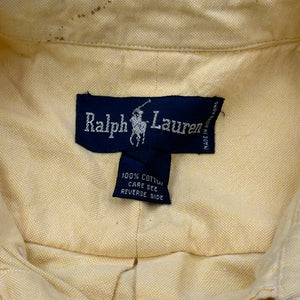 Ralph Lauren
100% COTTON
CARE SEE
REVERSE SIDE